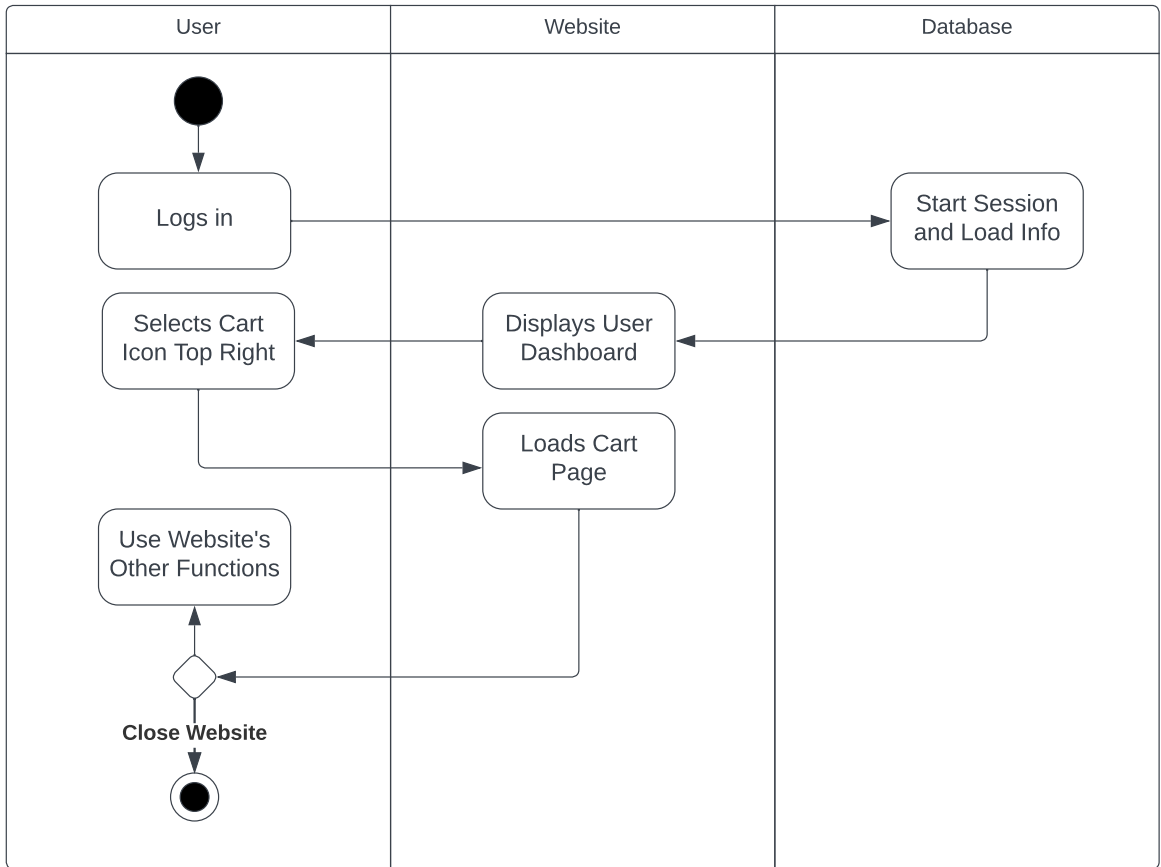 User
Website
Database
Logs in
Start Session
and Load Info
Selects Cart
Icon Top Right
Displays User
Dashboard
Loads Cart
Page
Use Website's
Other Functions
Close Website